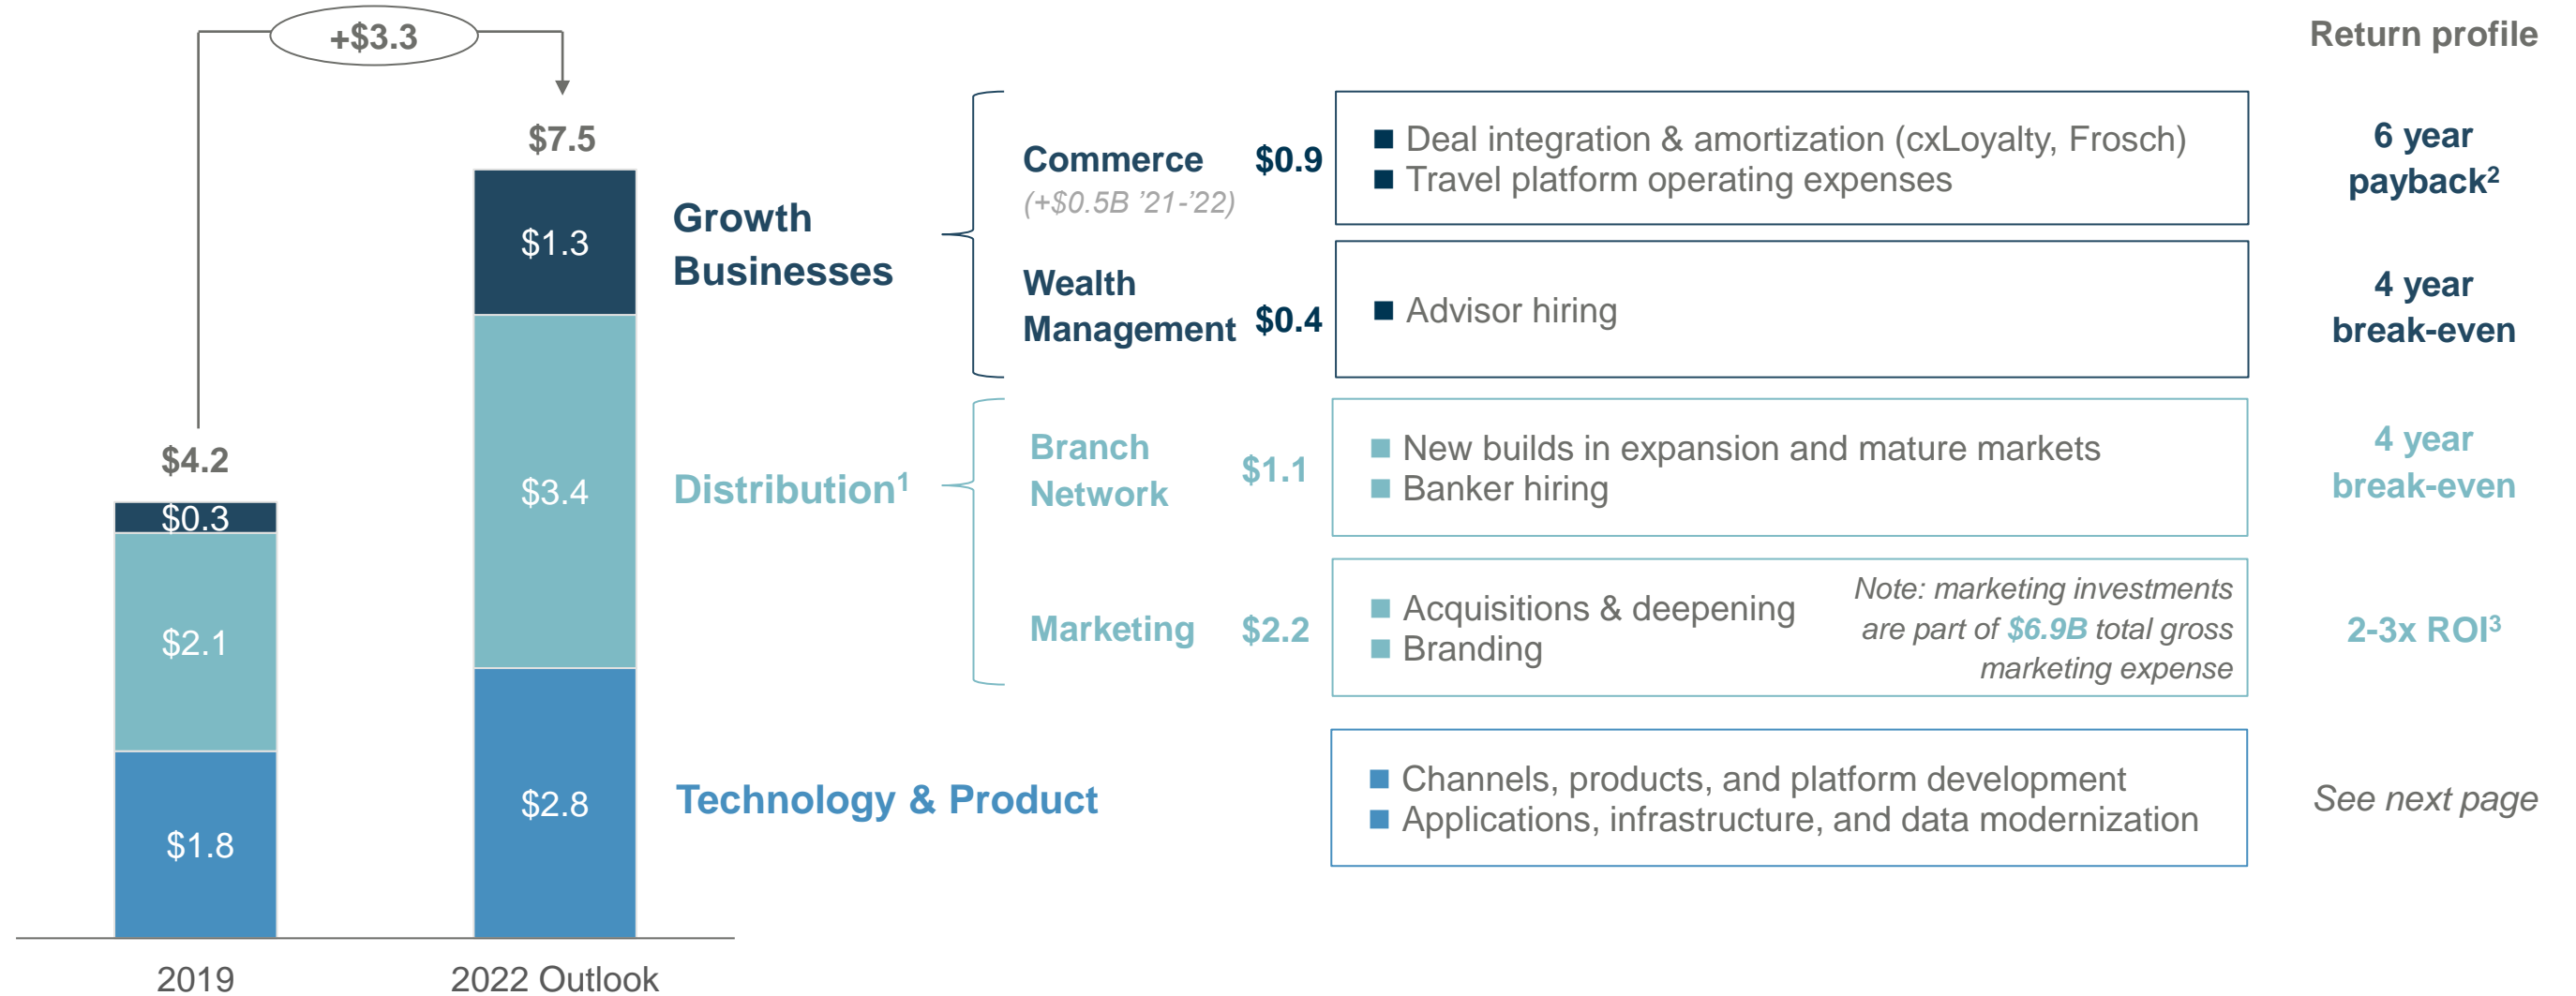 +$3.3
Return profile
$7.5
$1.3
$3.4
$2.8
$4.2
$0.3
$2.1
$1.8
2019
2022 Outlook
Growth
Businesses
Commerce
(+$0.5B ’21-’22)
$0.9
■ Deal integration & amortization (cxLoyalty, Frosch)
■ Travel platform operating expenses
6 year
payback²
Wealth
Management
$0.4
■ Advisor hiring
4 year
break-even
Distribution¹
Branch
Network
$1.1
■ New builds in expansion and mature markets
■ Banker hiring
4 year
break-even
Marketing
$2.2
■ Acquisitions & deepening
■ Branding
Note: marketing investments
are part of $6.9B total gross
marketing expense
2-3x ROI³
Technology & Product
■ Channels, products, and platform development
■ Applications, infrastructure, and data modernization
See next page